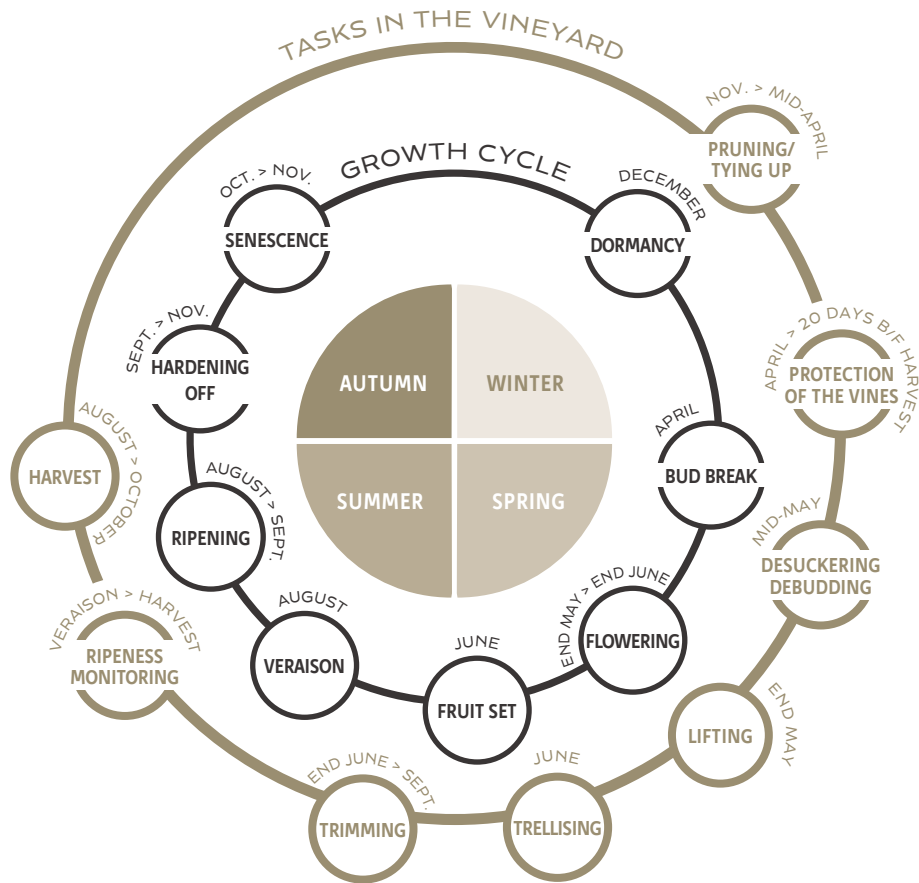 TASKS IN THE VINEYARD
NOV. > MID-APRIL
PRUNING/
TYING UP
APRIL > 20 DAYS B/F HARVEST
PROTECTION
OF THE VINES
MID-MAY
DESUCKERING
DEBUDDING
END MAY
LIFTING
JUNE
TRELLISING
END JUNE > SEPT.
TRIMMING
VERAISON > HARVEST
RIPENESS
MONITORING
AUGUST > OCTOBER
HARVEST
GROWTH CYCLE
DECEMBER
DORMANCY
APRIL
BUD BREAK
END MAY > END JUNE
FLOWERING
JUNE
FRUIT SET
AUGUST
VERAISON
AUGUST > SEPT.
RIPENING
SEPT. > NOV.
HARDENING
OFF
OCT. > NOV.
SENESCENCE
AUTUMN
WINTER
SUMMER
SPRING